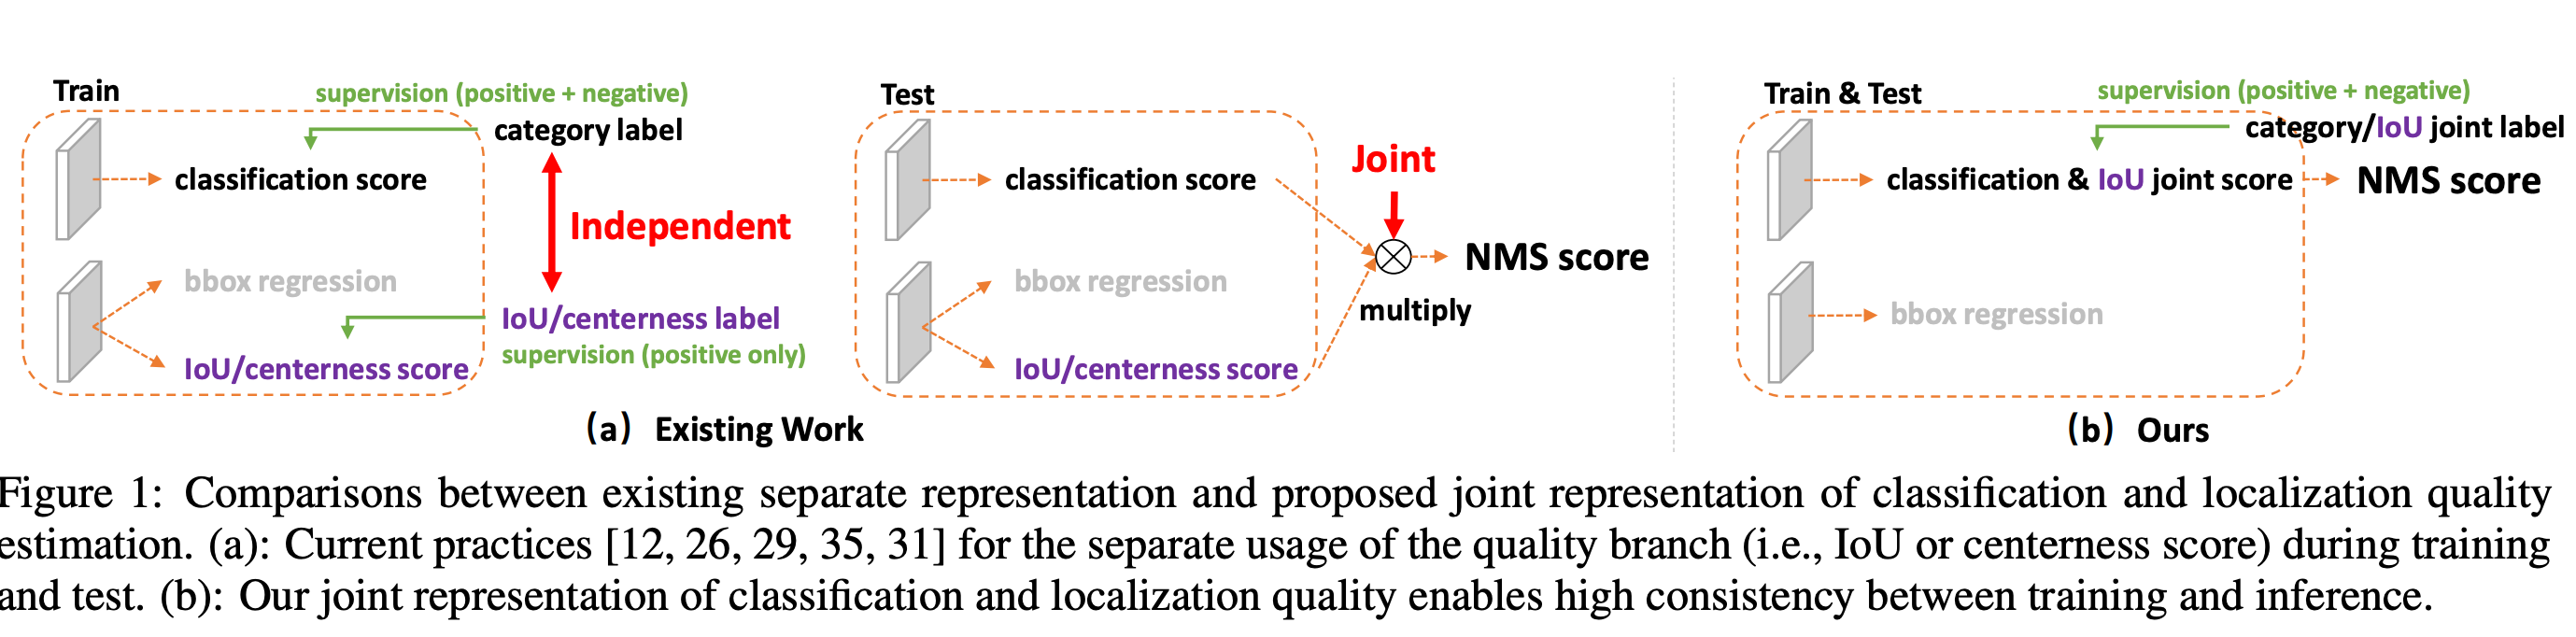 Train
supervision (positive + negative)
category label
classification score
Independent
bbox regression
IoU/centerness label
supervision (positive only)
IoU/centerness score
Test
classification score
Joint
NMS score
bbox regression
multiply
IoU/centerness score
(a) Existing Work
Train & Test
supervision (positive + negative)
category/IoU joint label
classification & IoU joint score
NMS score
bbox regression
(b) Ours
Figure 1: Comparisons between existing separate representation and proposed joint representation of classification and localization quality
estimation. (a): Current practices [12, 26, 29, 35, 31] for the separate usage of the quality branch (i.e., IoU or centerness score) during training
and test. (b): Our joint representation of classification and localization quality enables high consistency between training and inference.